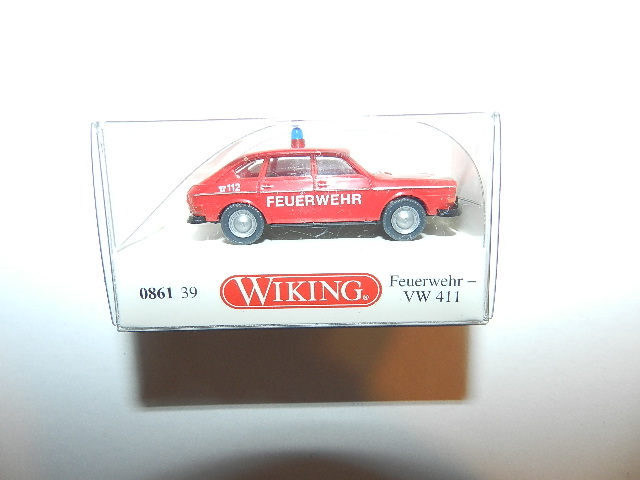 112
FEUERWEHR
0861 39
WIKING®
Feuerwehr –
VW 411